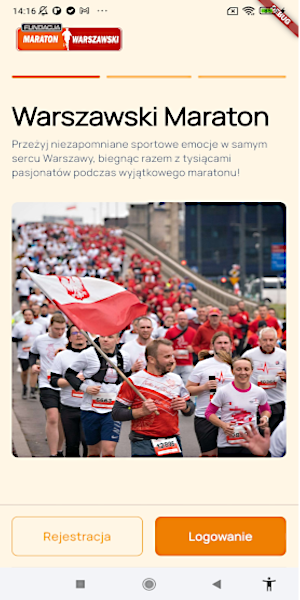 14:16
DEBUG
FUNDACJA
MARATON WARSZAWSKI
Warszawski Maraton
Przeżyj niezapomniane sportowe emocje w samym
sercu Warszawy, biegnąc razem z tysiącami
pasjonatów podczas wyjątkowego maratonu!
Rejestracja
Logowanie